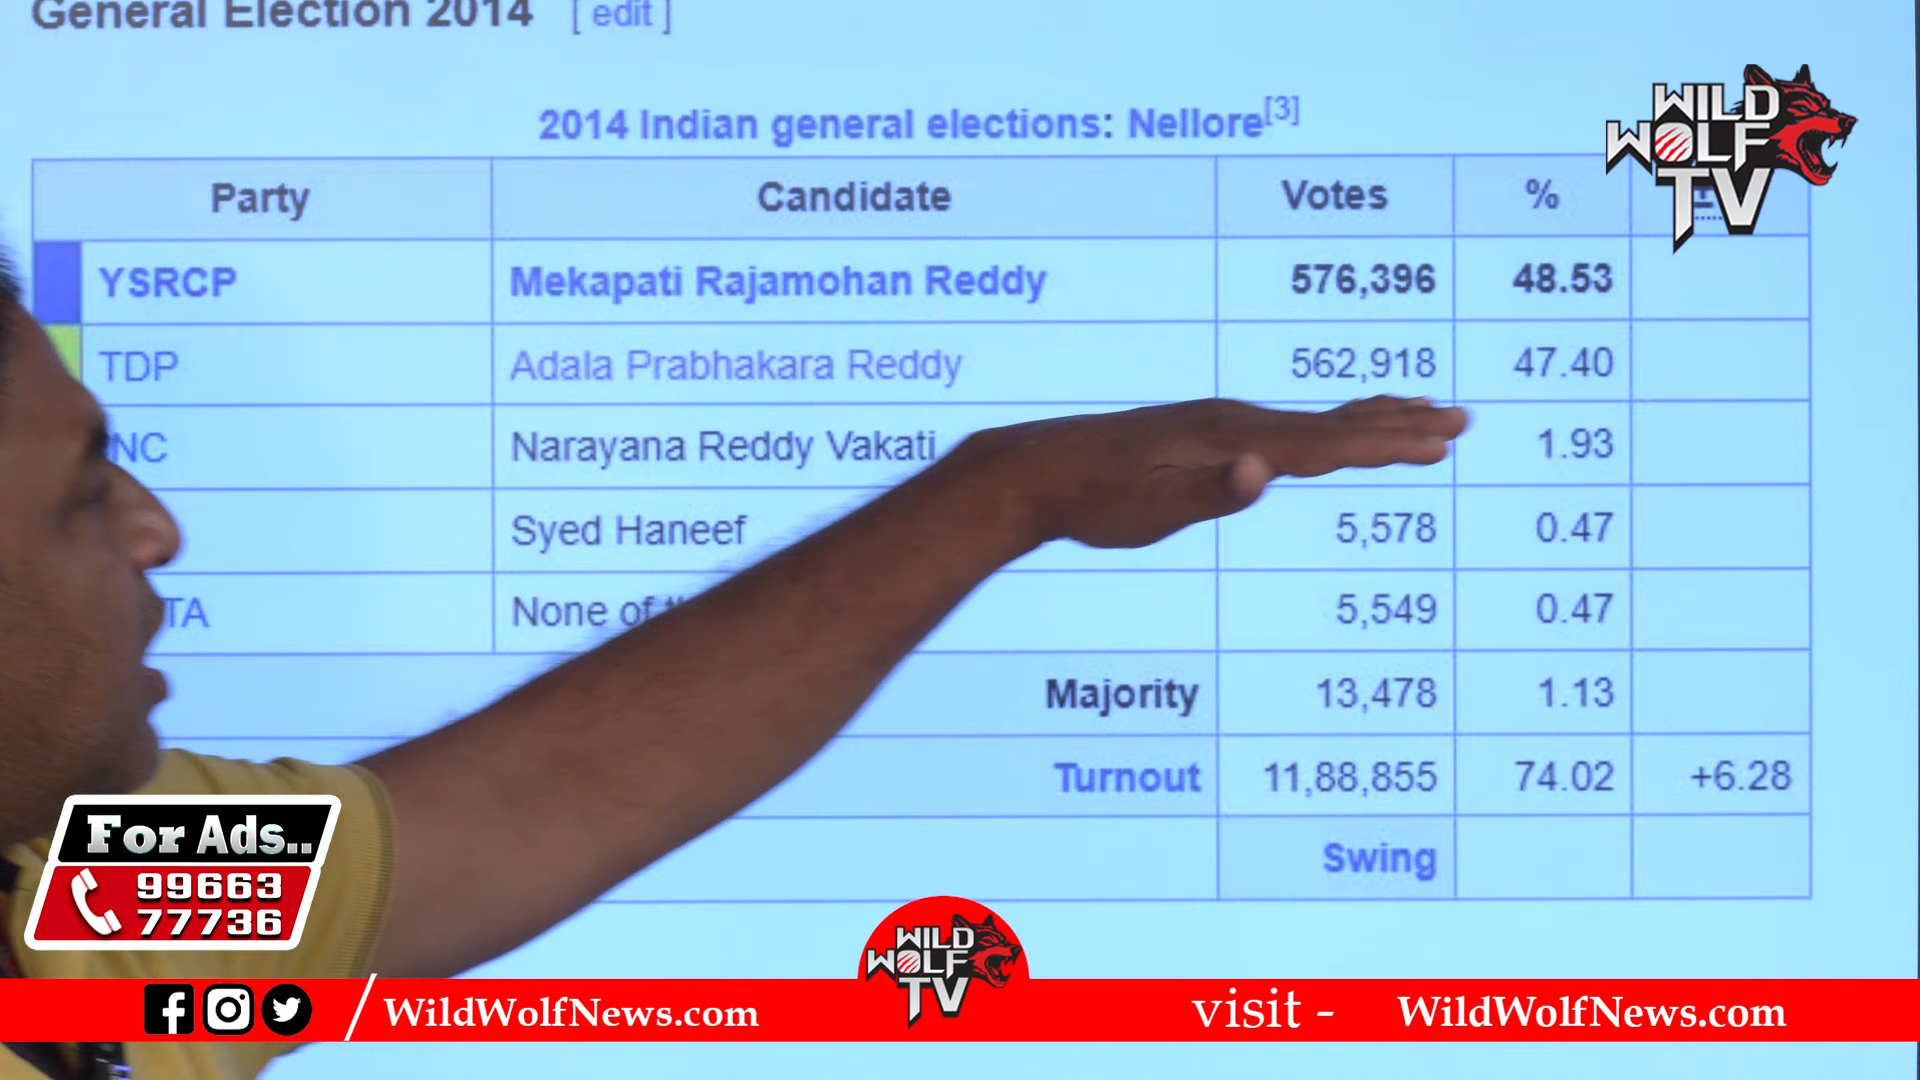 General Election 2014 [ edit ]
2014 Indian general elections: Nellore[3]
Party Candidate Votes %
YSRCP Mekapati Rajamohan Reddy 576,396 48.53
TDP Adala Prabhakara Reddy 562,918 47.40
NC Narayana Reddy Vakati 1.93
Syed Haneef 5,578 0.47
TA None of 5,549 0.47
Majority 13,478 1.13
Turnout 11,88,855 74.02 +6.28
Swing
WILD
WOLF
TV
For Ads..
99663
77736
WILD
WOLF
TV
WildWolfNews.com
visit - WildWolfNews.com